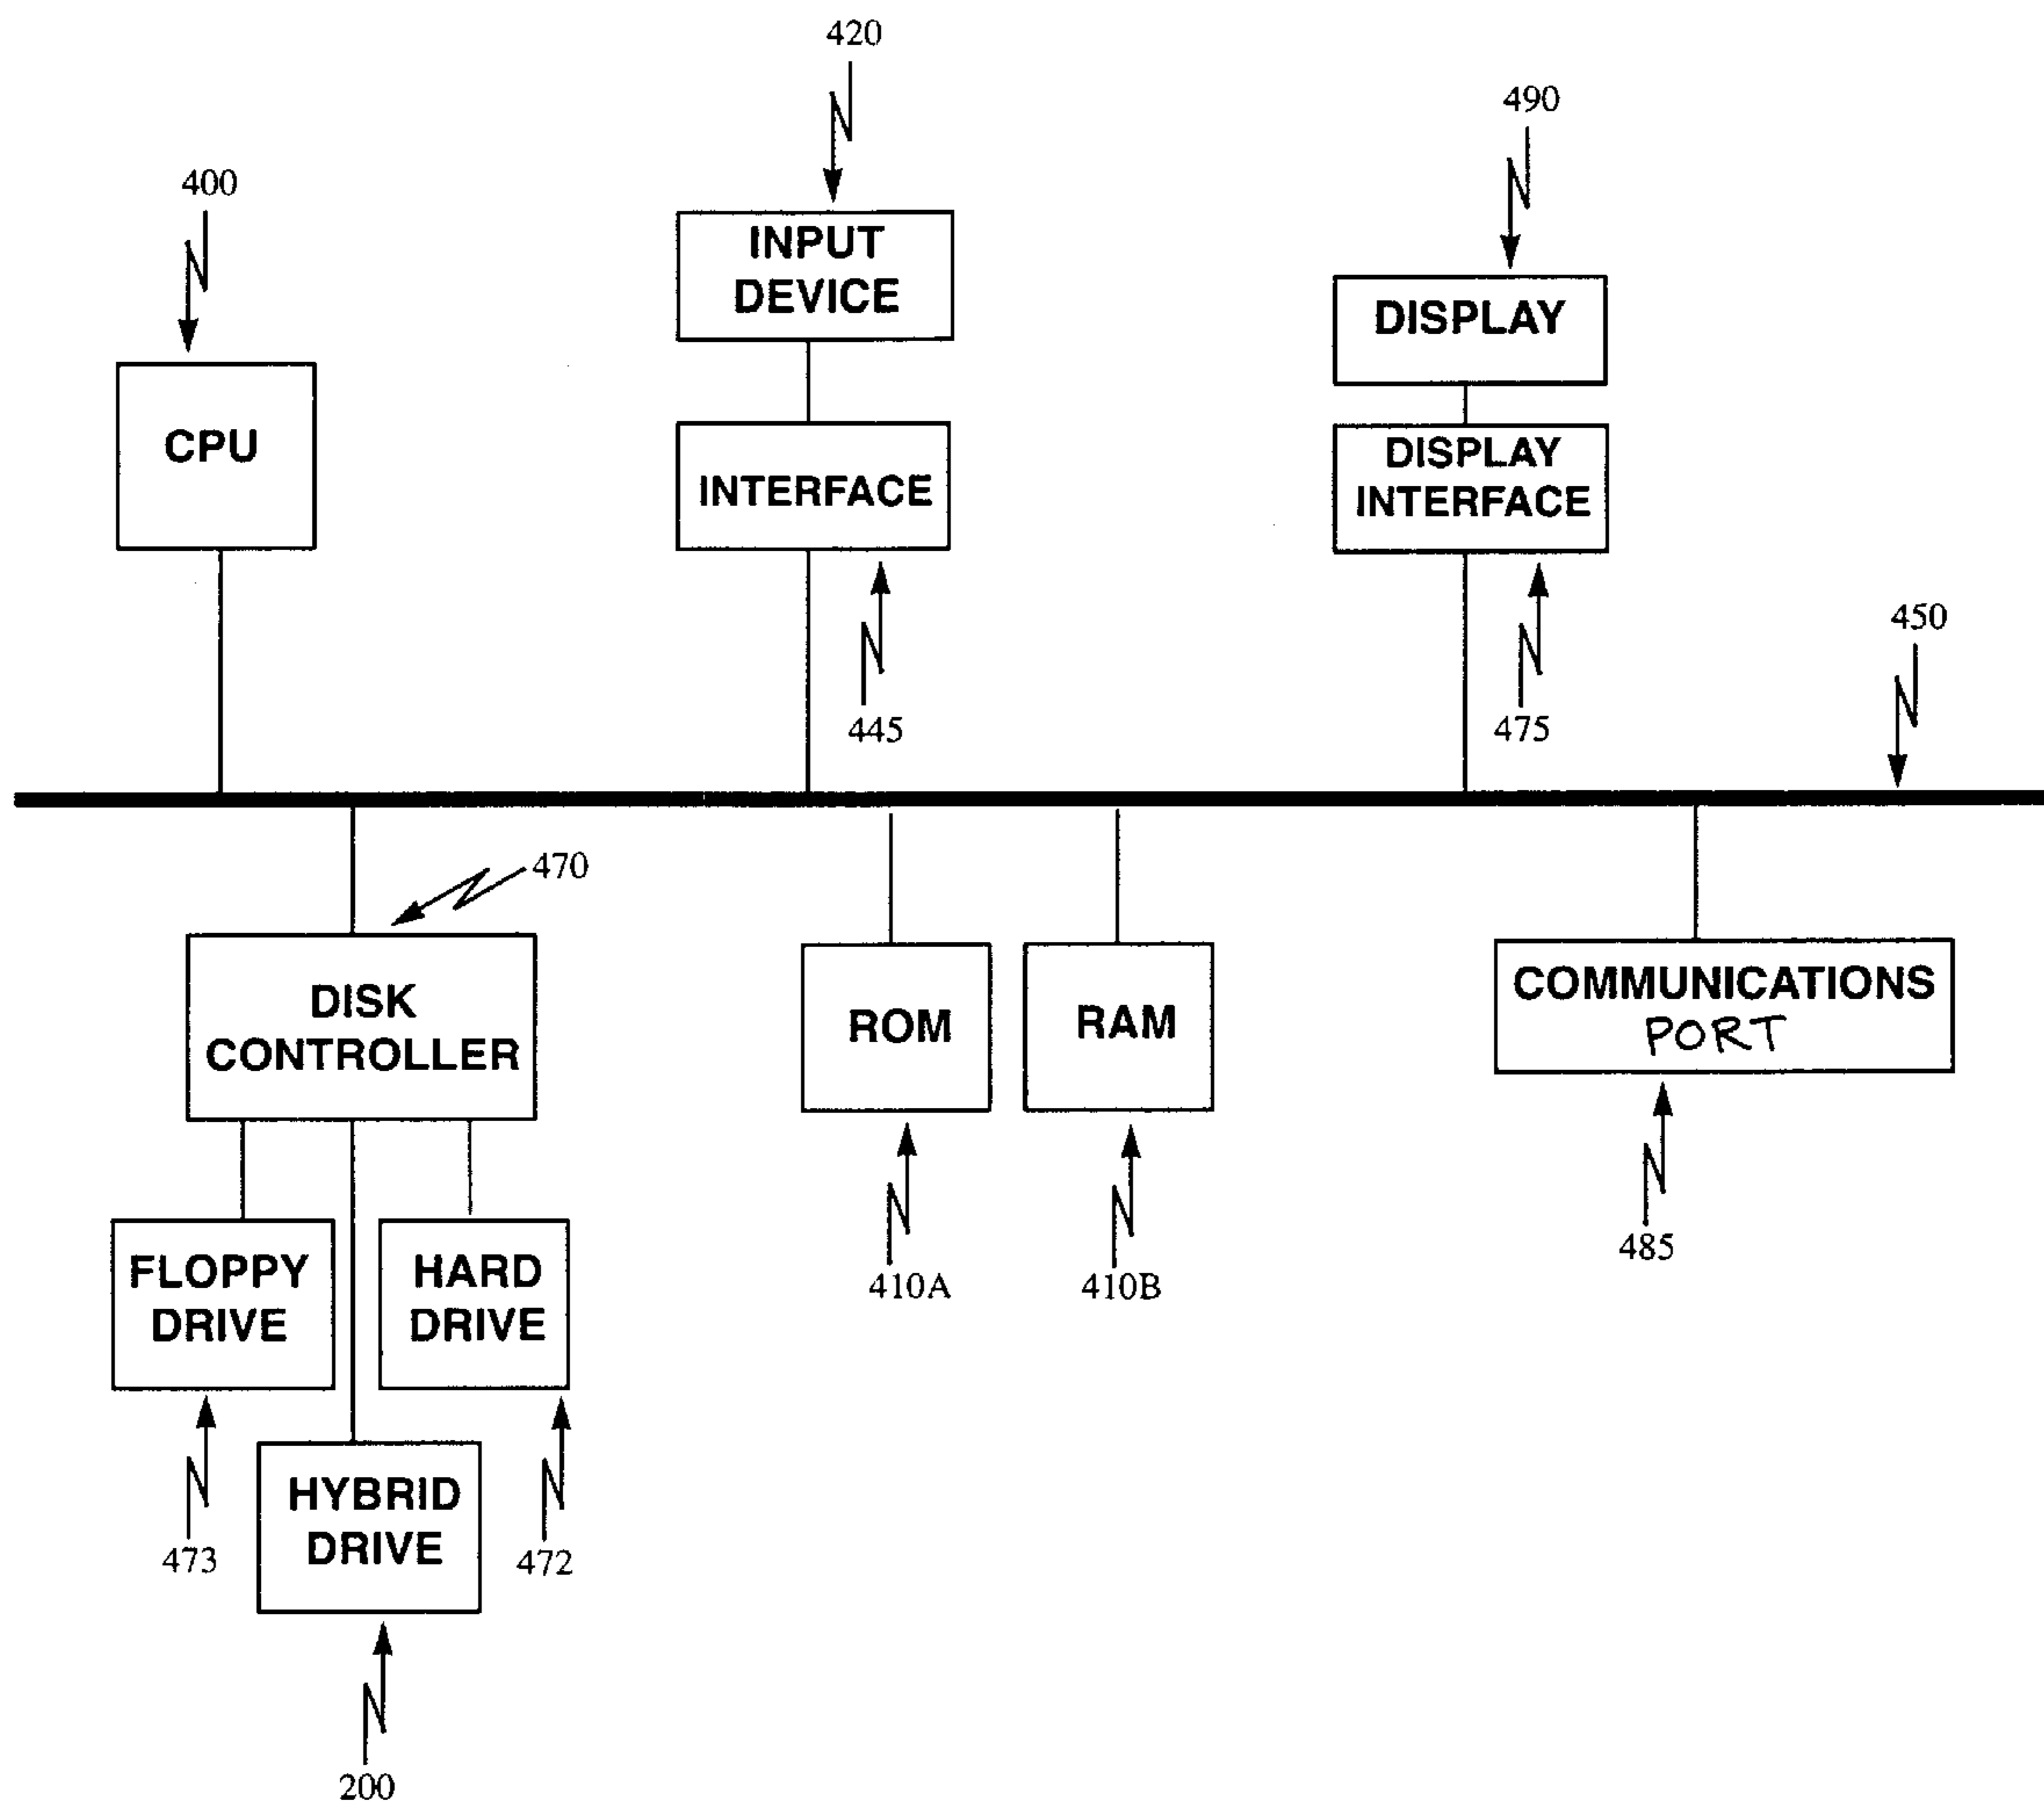 420
490
400
INPUT
DEVICE
DISPLAY
CPU
INTERFACE
DISPLAY
INTERFACE
450
445
475
470
DISK
CONTROLLER
ROM
RAM
COMMUNICATIONS
PORT
485
410A
410B
FLOPPY
DRIVE
HARD
DRIVE
HYBRID
DRIVE
473
472
200